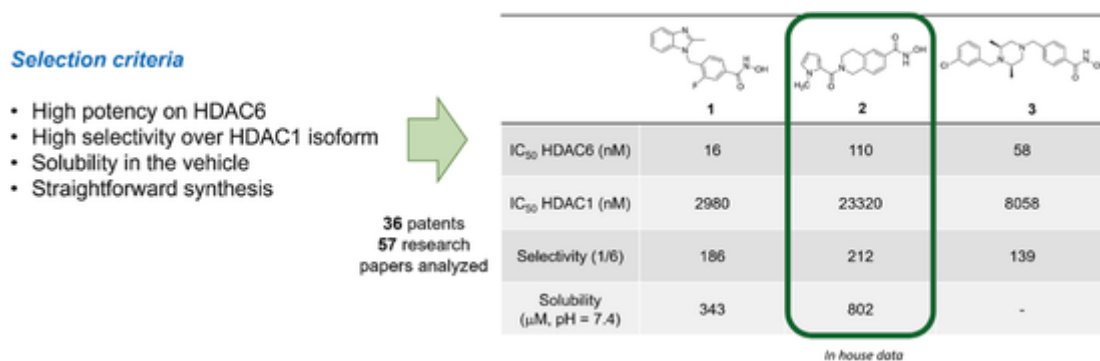 Selection criteria
• High potency on HDAC6
• High selectivity over HDAC1 isoform
• Solubility in the vehicle
• Straightforward synthesis
36 patents
57 research
papers analyzed
1 2 3
IC50 HDAC6 (nM) 16 110 58
IC50 HDAC1 (nM) 2980 23320 8058
Selectivity (1/6) 186 212 139
Solubility
(µM, pH = 7.4) 343 802 -
In house data